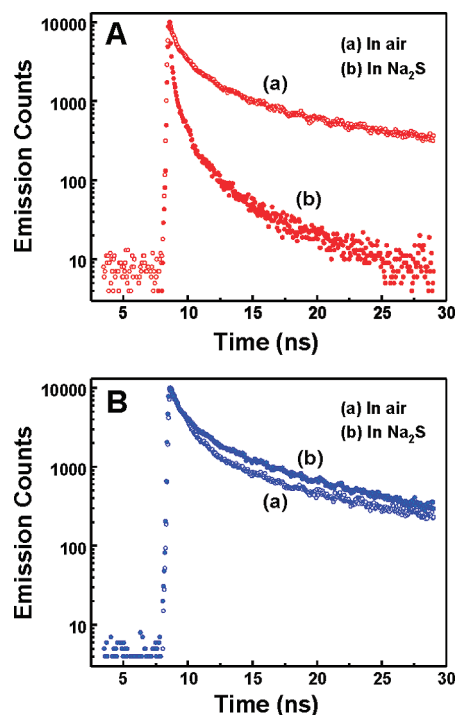 A
(a) In air
(b) In Na₂S
(a)
(b)
Emission Counts
10000
1000
100
10
5 10 15 20 25 30
Time (ns)
B
(a) In air
(b) In Na₂S
(b)
(a)
Emission Counts
10000
1000
100
10
5 10 15 20 25 30
Time (ns)